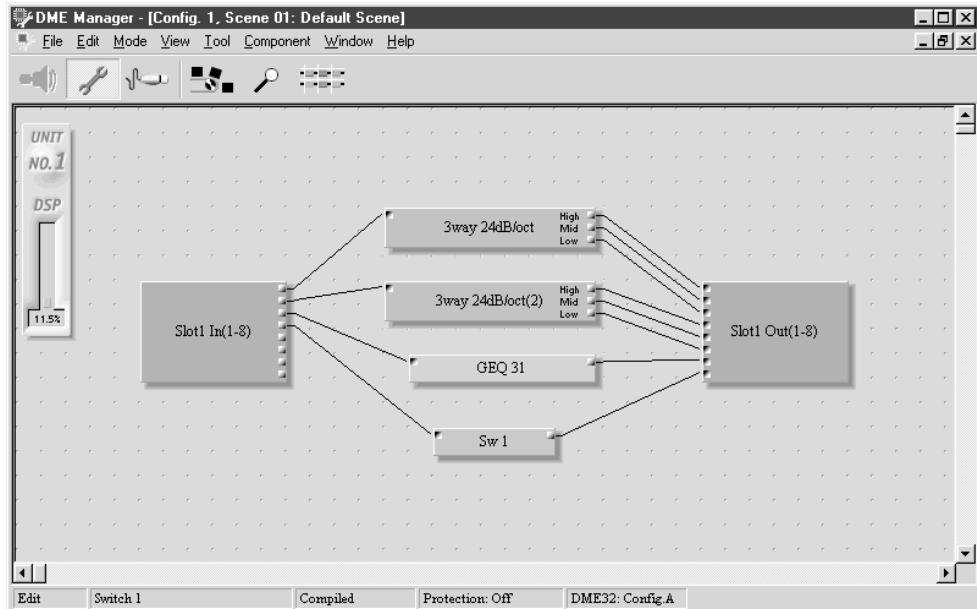 DME Manager - [Config. 1, Scene 01: Default Scene]
File Edit Mode View Tool Component Window Help
UNIT
NO.1
DSP
11.5%
Slot1 In(1-8)
3way 24dB/oct
High
Mid
Low
3way 24dB/oct(2)
High
Mid
Low
GEQ 31
Sw 1
Slot1 Out(1-8)
Edit Switch 1 Compiled Protection: Off DME32: Config.A